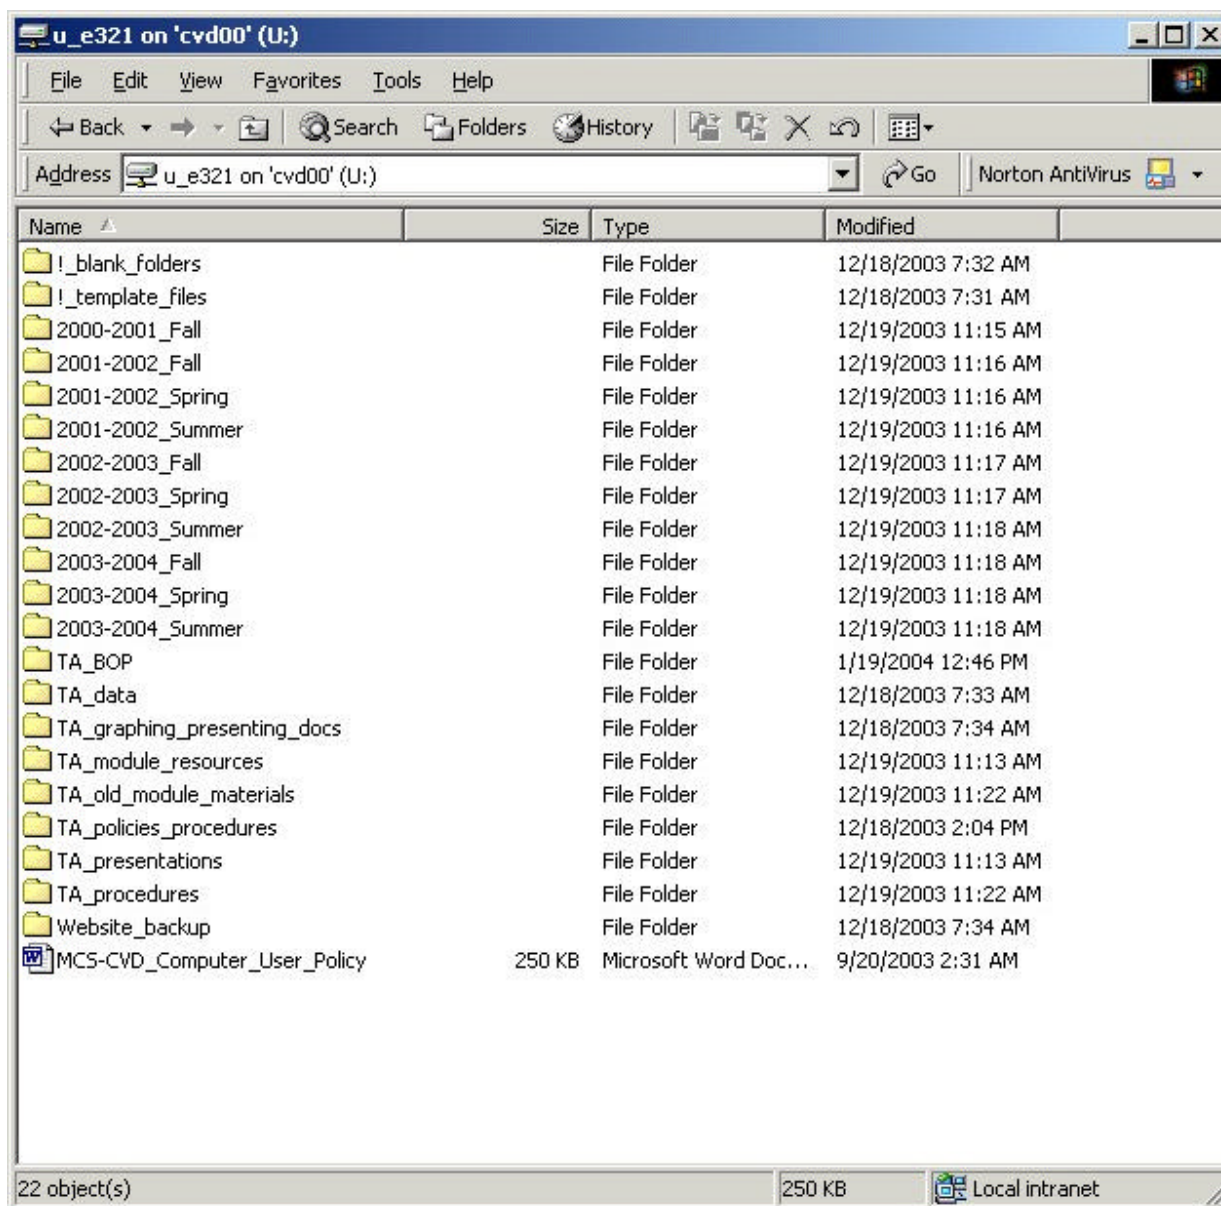 u_e321 on 'cvd00' (U:)
File Edit View Favorites Tools Help
Back Search Folders History
Address u_e321 on 'cvd00' (U:) Go Norton AntiVirus
Name Size Type Modified
!_blank_folders File Folder 12/18/2003 7:32 AM
!_template_files File Folder 12/18/2003 7:31 AM
2000-2001_Fall File Folder 12/19/2003 11:15 AM
2001-2002_Fall File Folder 12/19/2003 11:16 AM
2001-2002_Spring File Folder 12/19/2003 11:16 AM
2001-2002_Summer File Folder 12/19/2003 11:16 AM
2002-2003_Fall File Folder 12/19/2003 11:17 AM
2002-2003_Spring File Folder 12/19/2003 11:17 AM
2002-2003_Summer File Folder 12/19/2003 11:18 AM
2003-2004_Fall File Folder 12/19/2003 11:18 AM
2003-2004_Spring File Folder 12/19/2003 11:18 AM
2003-2004_Summer File Folder 12/19/2003 11:18 AM
TA_BOP File Folder 1/19/2004 12:46 PM
TA_data File Folder 12/18/2003 7:33 AM
TA_graphing_presenting_docs File Folder 12/18/2003 7:34 AM
TA_module_resources File Folder 12/19/2003 11:13 AM
TA_old_module_materials File Folder 12/19/2003 11:22 AM
TA_policies_procedures File Folder 12/18/2003 2:04 PM
TA_presentations File Folder 12/19/2003 11:13 AM
TA_procedures File Folder 12/19/2003 11:22 AM
Website_backup File Folder 12/18/2003 7:34 AM
MCS-CVD_Computer_User_Policy 250 KB Microsoft Word Doc... 9/20/2003 2:31 AM
22 object(s) 250 KB Local intranet